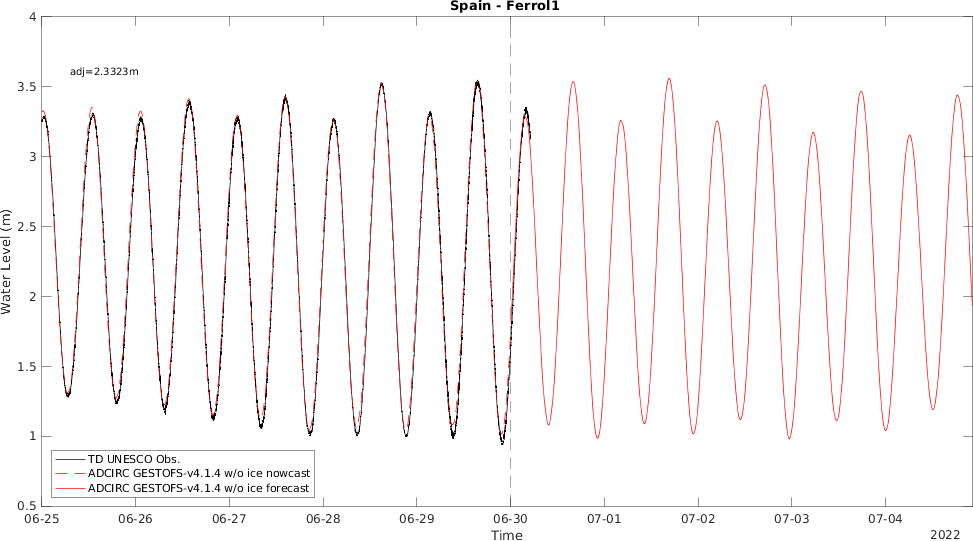 Spain - Ferrol1
adj=2.3323m
Water Level (m)
4
3.5
3
2.5
2
1.5
1
0.5
TD UNESCO Obs.
ADCIRC GESTOFS-v4.1.4 w/o ice nowcast
ADCIRC GESTOFS-v4.1.4 w/o ice forecast
06-25 06-26 06-27 06-28 06-29 06-30 07-01 07-02 07-03 07-04
Time
2022